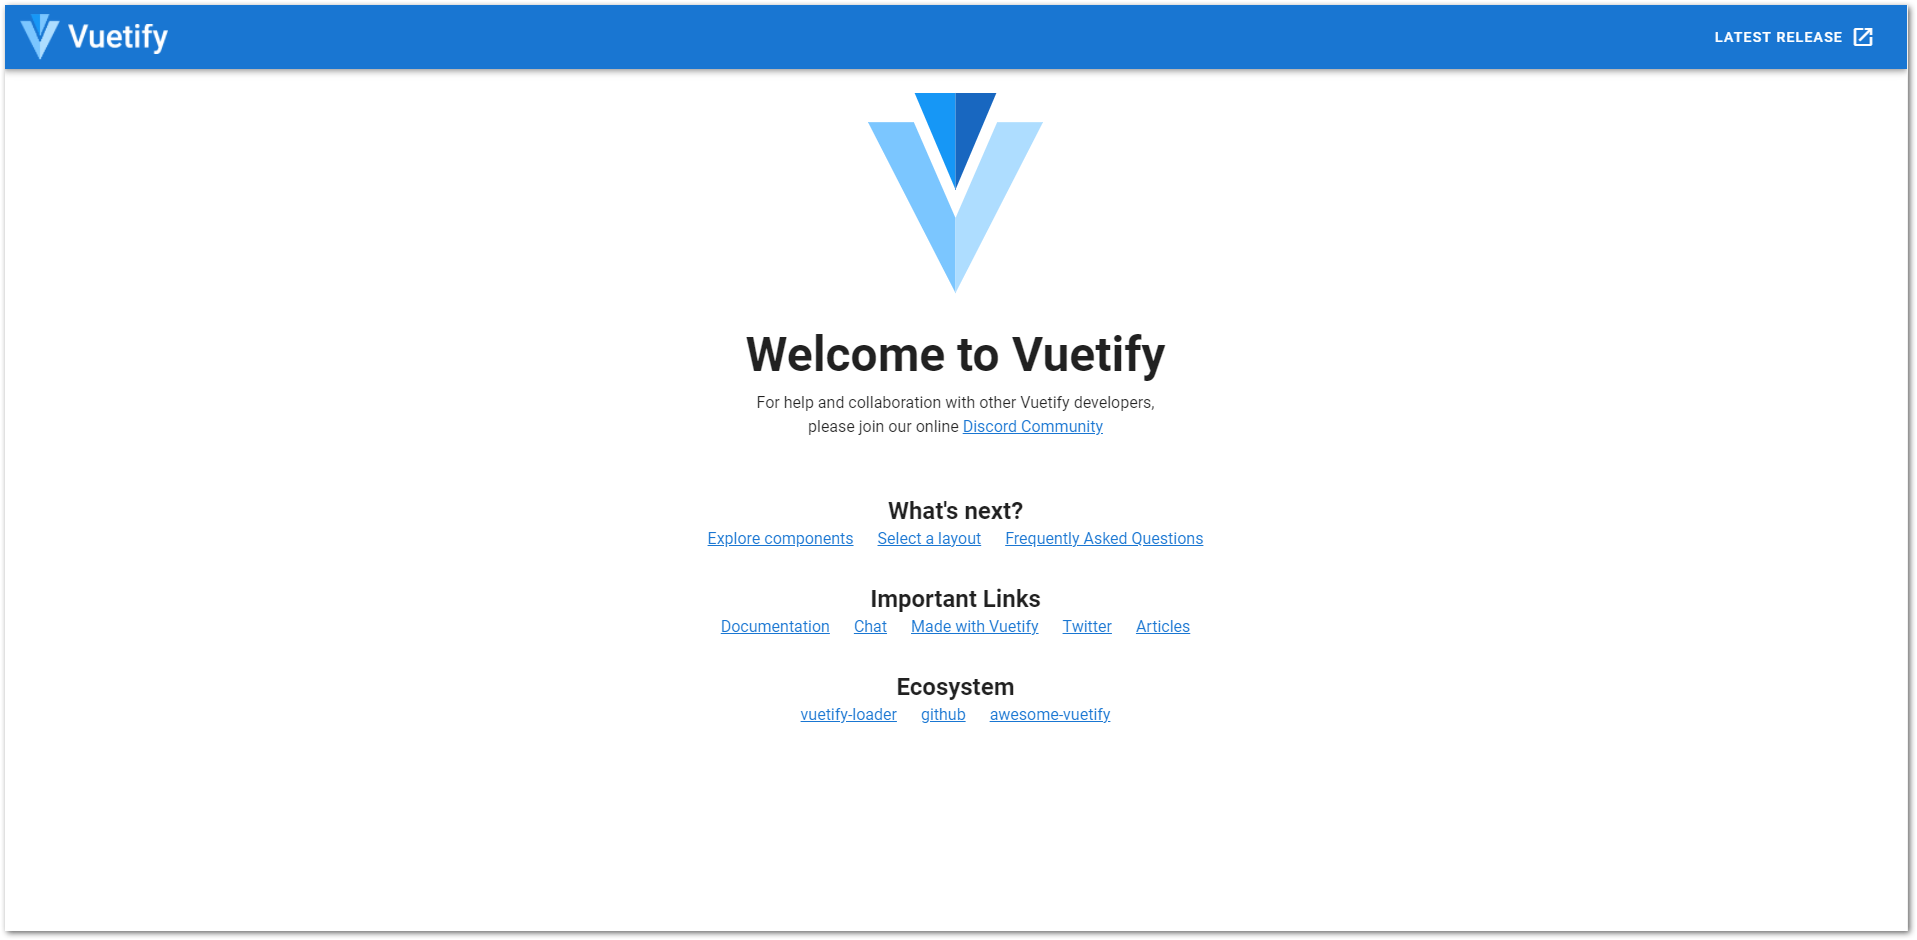 Vuetify
LATEST RELEASE
Welcome to Vuetify
For help and collaboration with other Vuetify developers,
please join our online Discord Community
What's next?
Explore components Select a layout Frequently Asked Questions
Important Links
Documentation Chat Made with Vuetify Twitter Articles
Ecosystem
vuetify-loader github awesome-vuetify